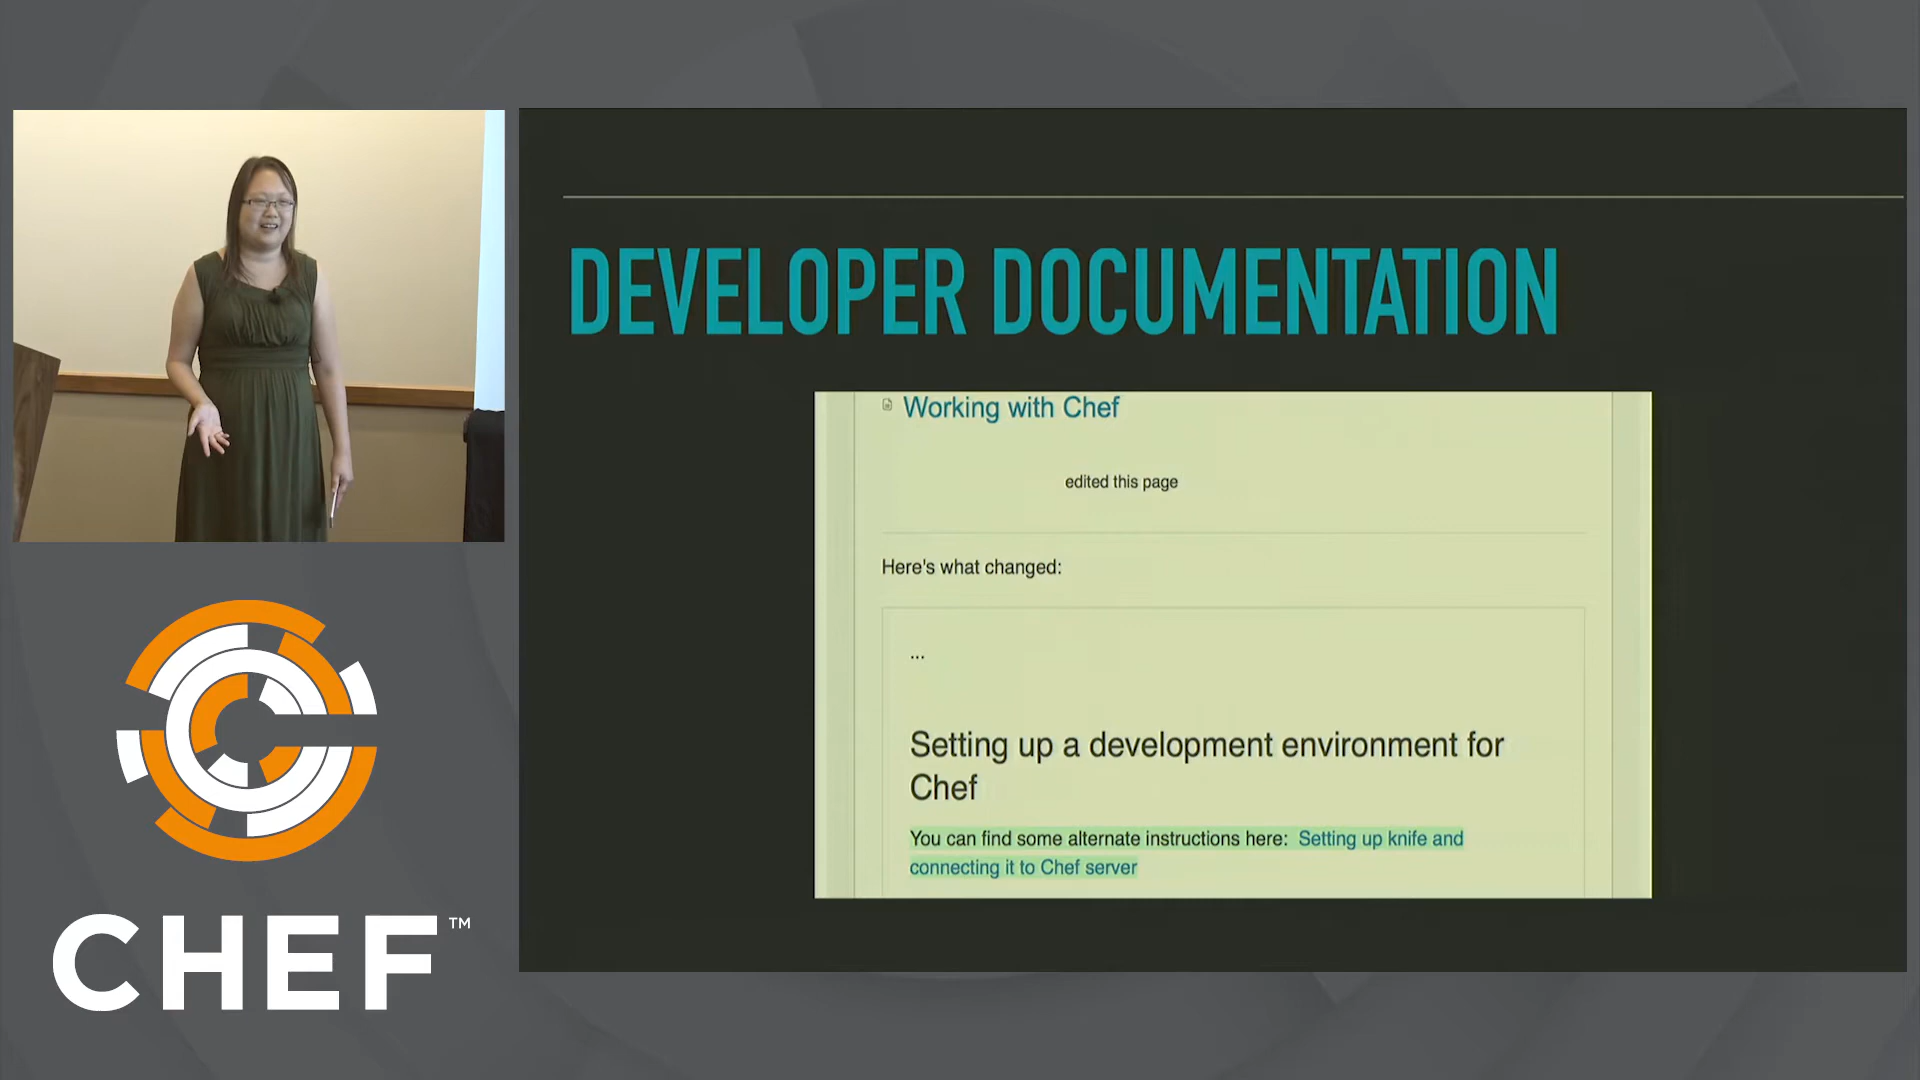 DEVELOPER DOCUMENTATION
Working with Chef
edited this page
Here's what changed:
...
Setting up a development environment for
Chef
You can find some alternate instructions here: Setting up knife and
connecting it to Chef server
CHEF™